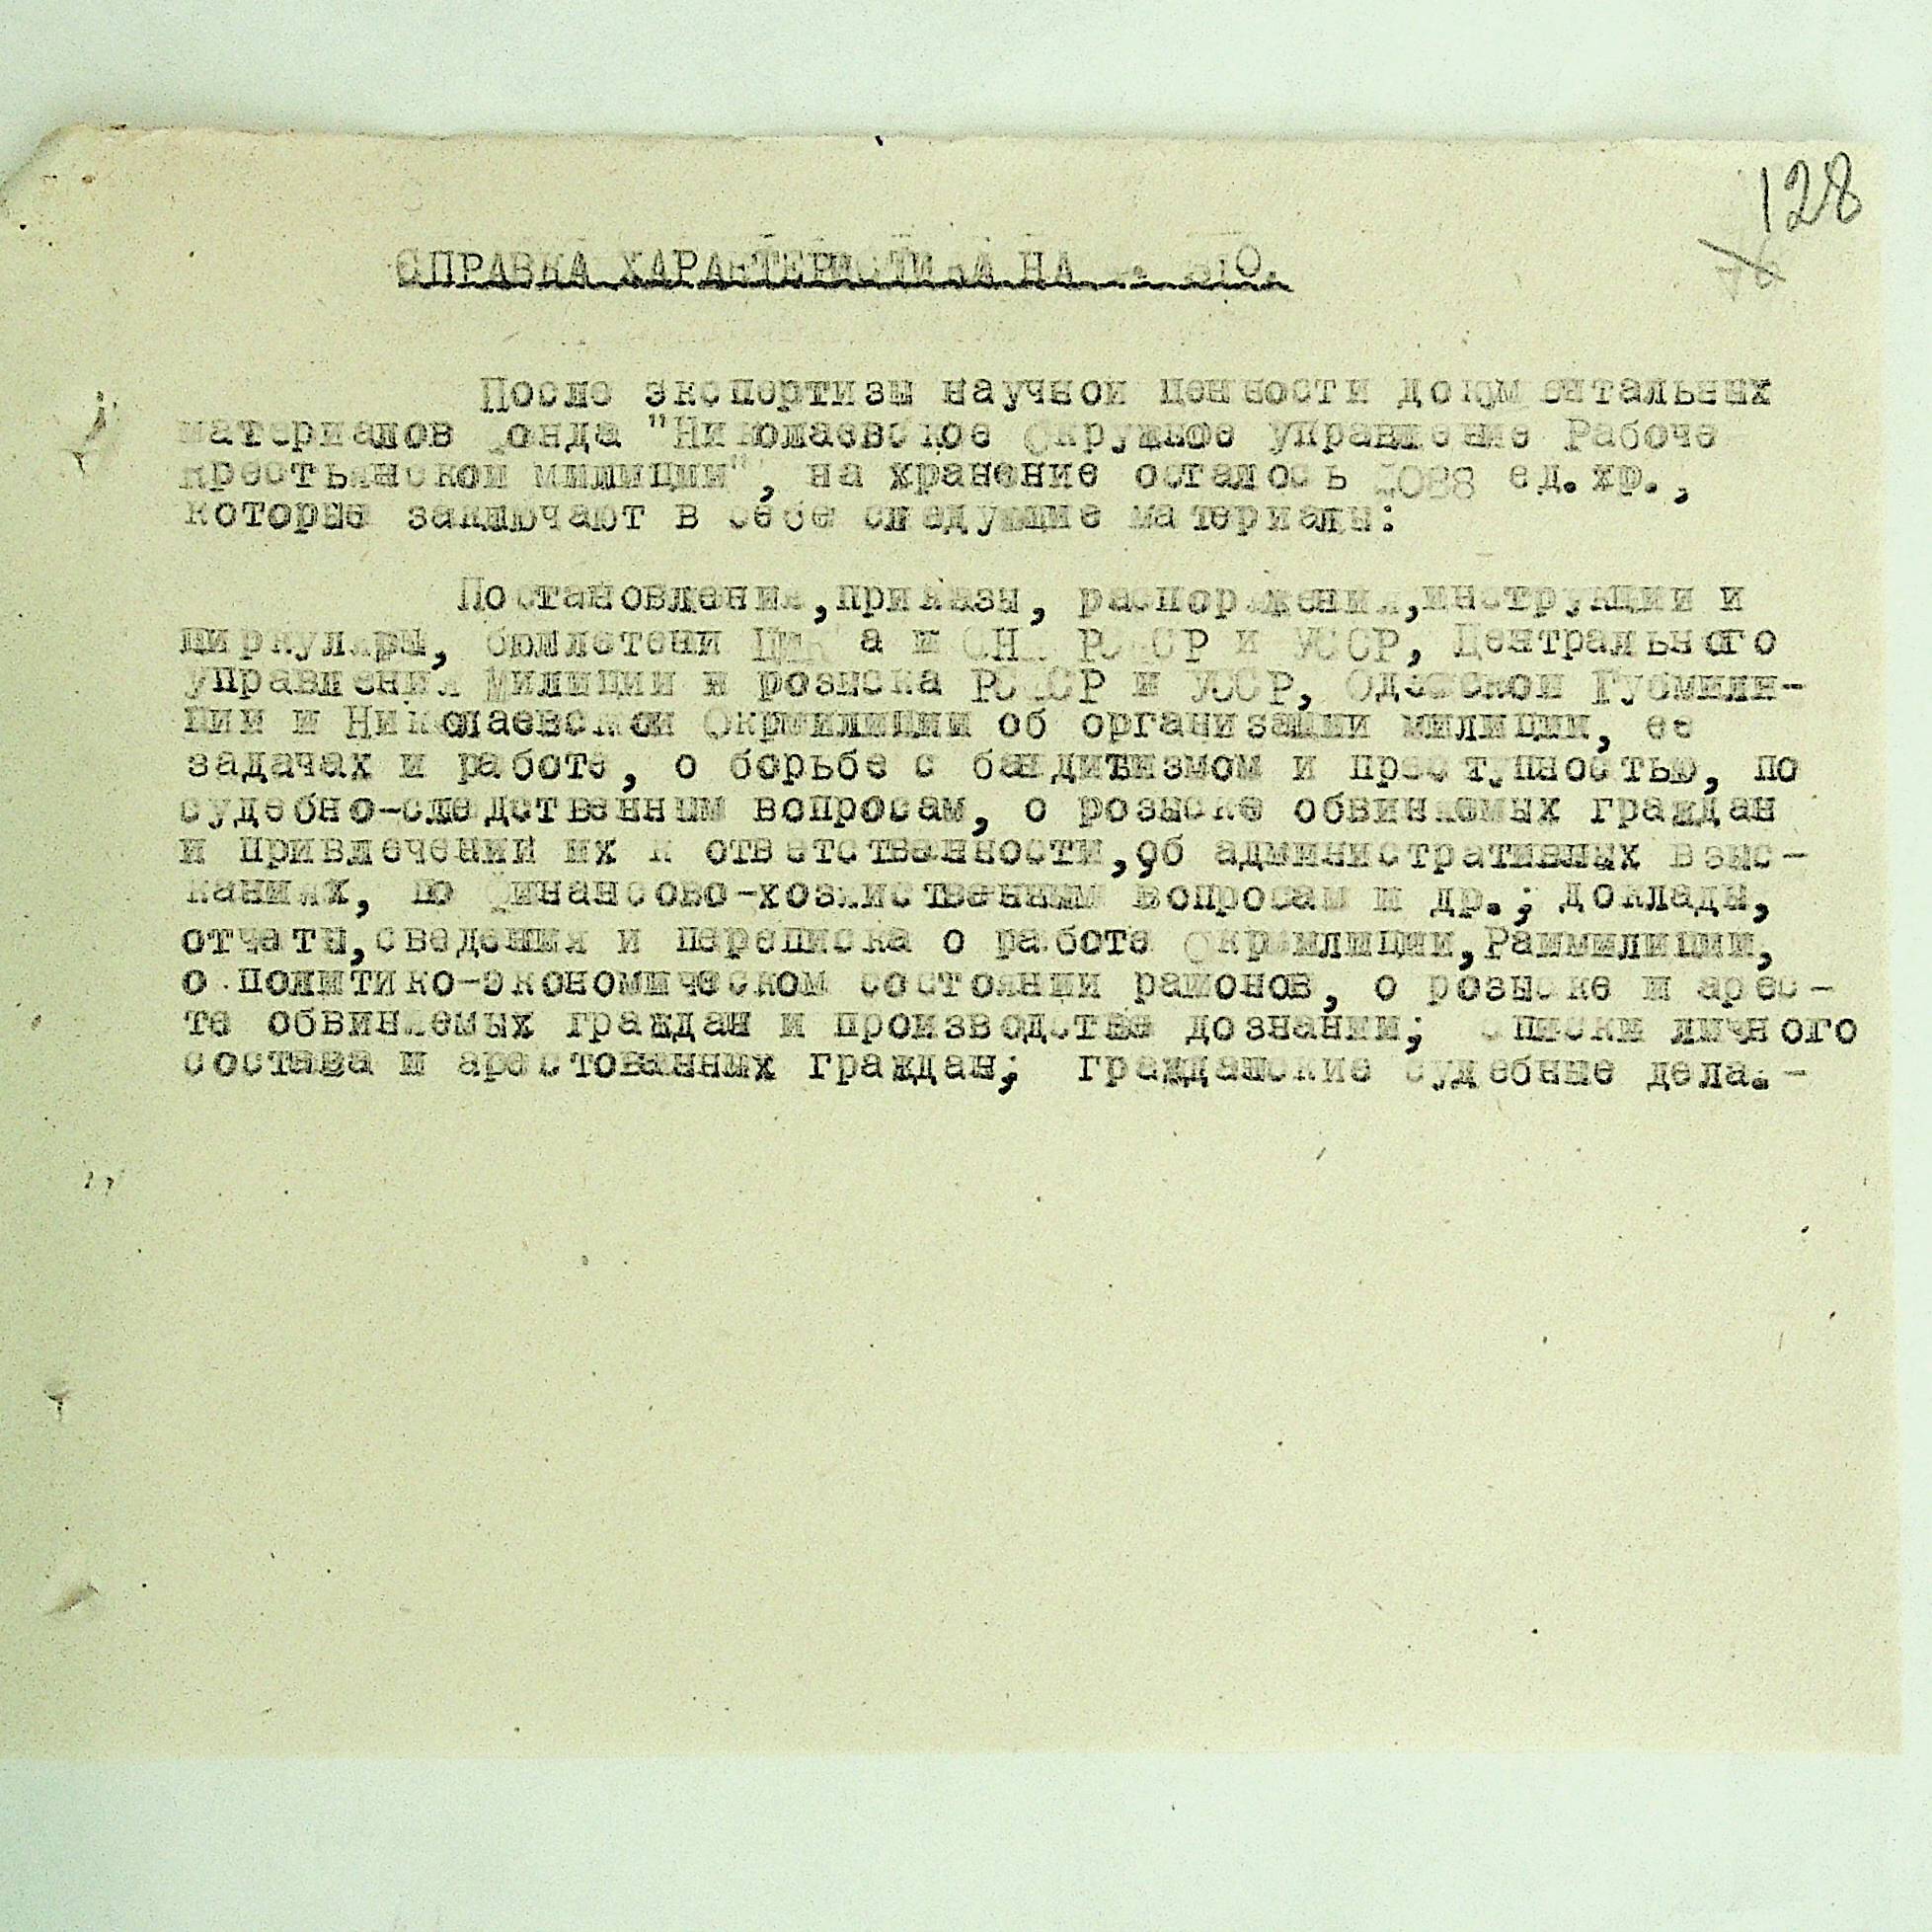 128
СПРАВКА ХАРАКТЕРИСТИКА НА
После экспертизы научной ценности документальных
материалов фонда "Николаевское Окружное управление Рабоче
крестьянской милиции", на хранение осталось ед.хр.,
которые заключают в себе следующие материалы:
Постановления,приказы, распоряжения,инструкции и
циркуляры, бюллетени ЦИК'а и СНК РСФСР и УССР, Центрального
управления Милиции и розыска РСФСР и УССР, Одесской Губмили-
ции и Николаевской Окрмилиции об организации милиции, ее
задачах и работе, о борьбе с бандитизмом и преступностью, по
судебно-следственным вопросам, о розыске обвиняемых граждан
и привлечении их к ответственности,об административных взыс-
каниях, по финансово-хозяйственным вопросам и др.; доклады,
отчеты,сведения и переписка о работе Окрмилиции,Раймилиции,
о политико-экономическом состоянии районов, о розыске и арес-
те обвиняемых граждан и производстве дознаний; списки личного
состава и арестованных граждан; гражданские судебные дела.-